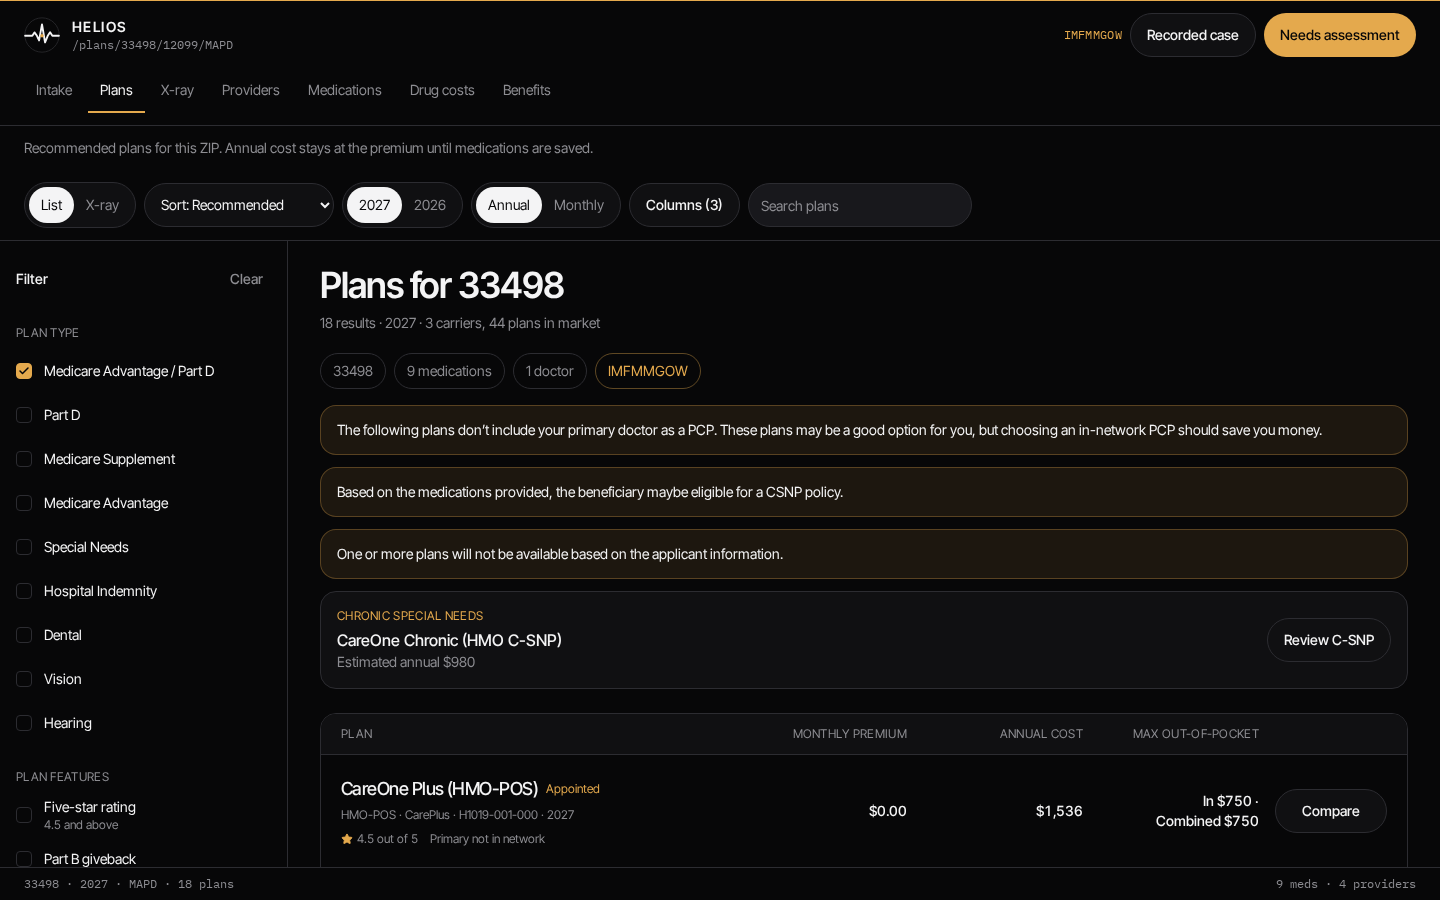 HELIOS
/plans/33498/12099/MAPD
IMFMMGOW
Recorded case
Needs assessment
Intake
Plans
X-ray
Providers
Medications
Drug costs
Benefits
Recommended plans for this ZIP. Annual cost stays at the premium until medications are saved.
List
X-ray
Sort: Recommended
2027
2026
Annual
Monthly
Columns (3)
Search plans
Filter
Clear
PLAN TYPE
Medicare Advantage / Part D
Part D
Medicare Supplement
Medicare Advantage
Special Needs
Hospital Indemnity
Dental
Vision
Hearing
PLAN FEATURES
Five-star rating
4.5 and above
Part B giveback
Plans for 33498
18 results · 2027 · 3 carriers, 44 plans in market
33498
9 medications
1 doctor
IMFMMGOW
The following plans don’t include your primary doctor as a PCP. These plans may be a good option for you, but choosing an in-network PCP should save you money.
Based on the medications provided, the beneficiary maybe eligible for a CSNP policy.
One or more plans will not be available based on the applicant information.
CHRONIC SPECIAL NEEDS
CareOne Chronic (HMO C-SNP)
Estimated annual $980
Review C-SNP
PLAN
MONTHLY PREMIUM
ANNUAL COST
MAX OUT-OF-POCKET
CareOne Plus (HMO-POS) Appointed
HMO-POS · CarePlus · H1019-001-000 · 2027
4.5 out of 5 Primary not in network
$0.00
$1,536
In $750 ·
Combined $750
Compare
33498 · 2027 · MAPD · 18 plans
9 meds · 4 providers